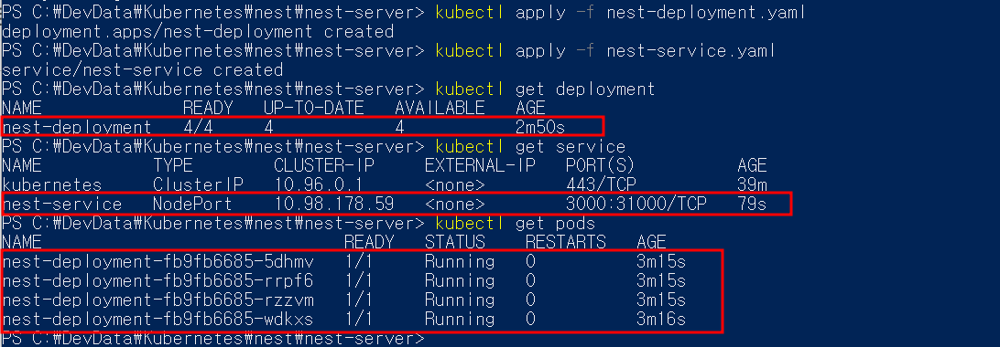 PS C:₩DevData₩Kubernetes₩nest₩nest-server> kubectl apply -f nest-deployment.yaml
deployment.apps/nest-deployment created
PS C:₩DevData₩Kubernetes₩nest₩nest-server> kubectl apply -f nest-service.yaml
service/nest-service created
PS C:₩DevData₩Kubernetes₩nest₩nest-server> kubectl get deployment
NAME READY UP-TO-DATE AVAILABLE AGE
nest-deployment 4/4 4 4 2m50s
PS C:₩DevData₩Kubernetes₩nest₩nest-server> kubectl get service
NAME TYPE CLUSTER-IP EXTERNAL-IP PORT(S) AGE
kubernetes ClusterIP 10.96.0.1 <none> 443/TCP 39m
nest-service NodePort 10.98.178.59 <none> 3000:31000/TCP 79s
PS C:₩DevData₩Kubernetes₩nest₩nest-server> kubectl get pods
NAME READY STATUS RESTARTS AGE
nest-deployment-fb9fb6685-5dhmv 1/1 Running 0 3m15s
nest-deployment-fb9fb6685-rrpf6 1/1 Running 0 3m15s
nest-deployment-fb9fb6685-rzzvm 1/1 Running 0 3m15s
nest-deployment-fb9fb6685-wdkxs 1/1 Running 0 3m16s
PS C:₩DevData₩Kubernetes₩nest₩nest-server>